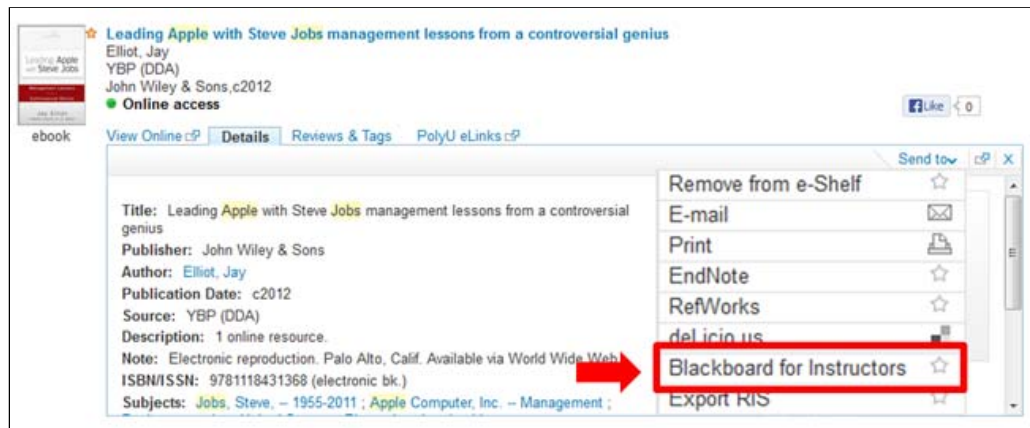 Leading Apple with Steve Jobs management lessons from a controversial genius
Elliot, Jay
YBP (DDA)
John Wiley & Sons,c2012
Online access
Like 0
Leading Apple
with Steve Jobs
ebook
View Online Details Reviews & Tags PolyU eLinks
Send to X
Title: Leading Apple with Steve Jobs management lessons from a controversial
genius
Publisher: John Wiley & Sons
Author: Elliot, Jay
Publication Date: c2012
Source: YBP (DDA)
Description: 1 online resource.
Note: Electronic reproduction. Palo Alto, Calif. Available via World Wide Web.
ISBN/ISSN: 9781118431368 (electronic bk.)
Subjects: Jobs, Steve, – 1955-2011 ; Apple Computer, Inc. – Management ;
Remove from e-Shelf
E-mail
Print
EndNote
RefWorks
del.icio.us
Blackboard for Instructors
Export RIS